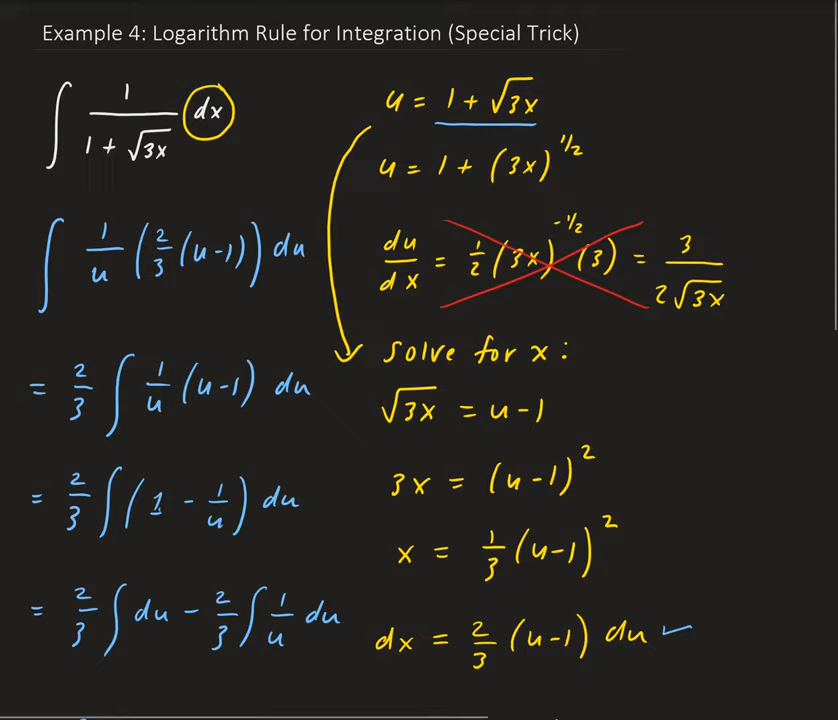 Example 4: Logarithm Rule for Integration (Special Trick)
∫ 1/(1 + √3x) dx
∫ 1/u (2/3 (u-1)) du
= 2/3 ∫ 1/u (u-1) du
= 2/3 ∫ (1 - 1/u) du
= 2/3 ∫ du - 2/3 ∫ 1/u du
u = 1 + √3x
u = 1 + (3x)^1/2
du/dx = 1/2 (3x)^-1/2 (3) = 3/(2√3x)
solve for x:
√3x = u-1
3x = (u-1)^2
x = 1/3 (u-1)^2
dx = 2/3 (u-1) du ✓